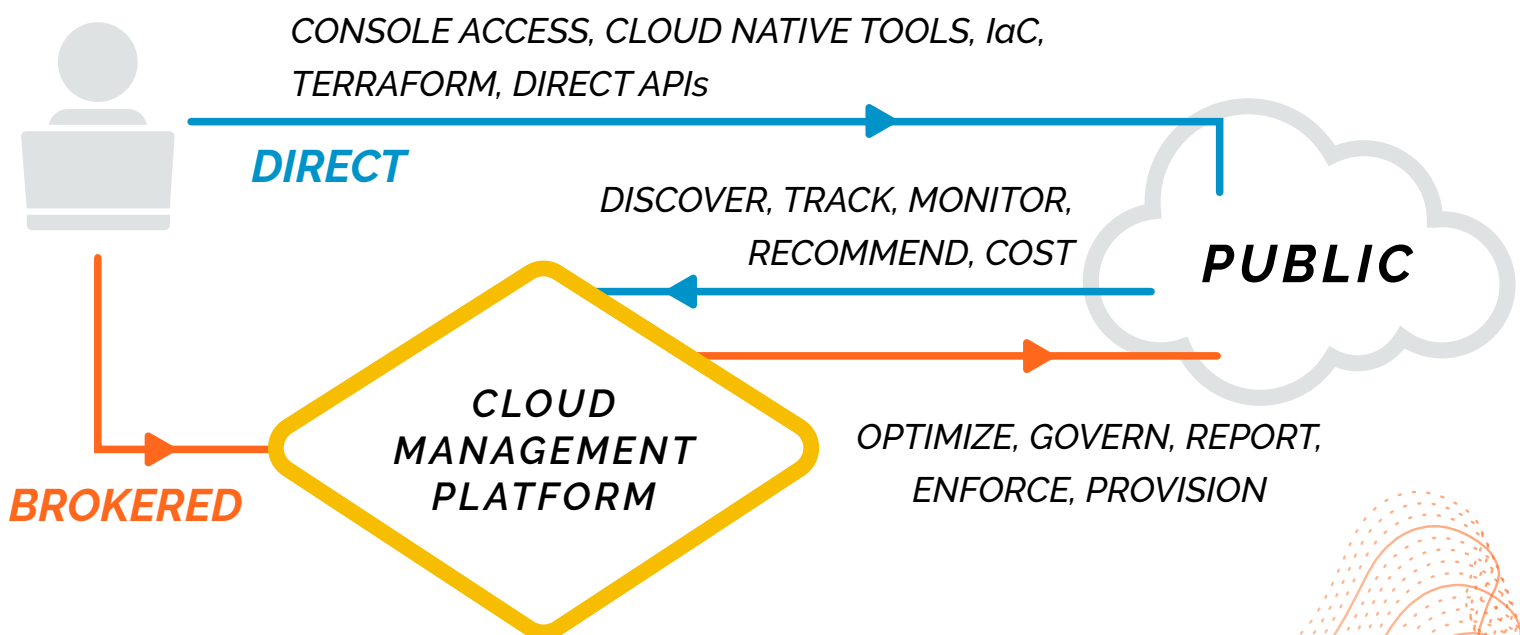 CONSOLE ACCESS, CLOUD NATIVE TOOLS, IaC,
TERRAFORM, DIRECT APIs
DIRECT
DISCOVER, TRACK, MONITOR,
RECOMMEND, COST
PUBLIC
CLOUD
MANAGEMENT
PLATFORM
OPTIMIZE, GOVERN, REPORT,
ENFORCE, PROVISION
BROKERED